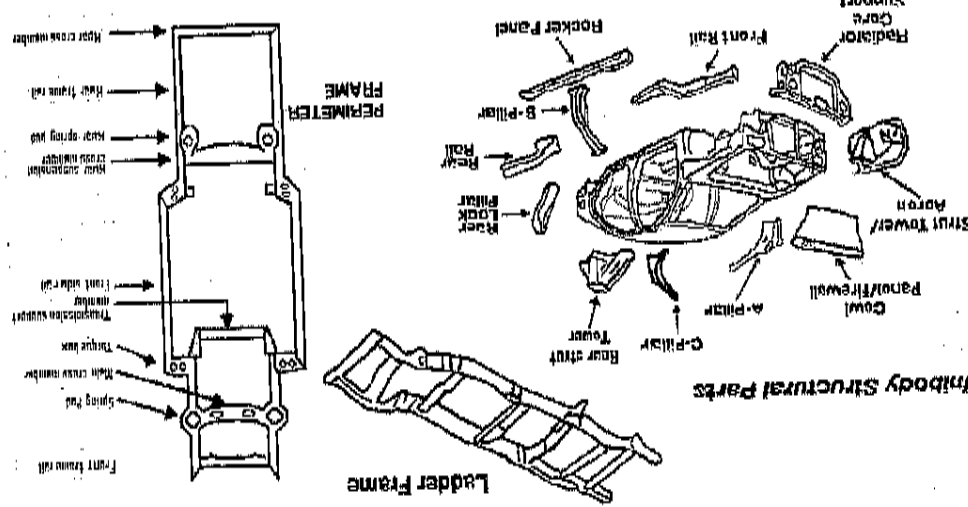 Ladder Frame
nibody Structural Parts
Front frame rail
Spring Pad
Main cross member
Torque box
Transmission support
member
Front side rail
Rear suspension
cross member
Rear spring pad
Rear frame rail
Rear cross member
PERIMETER
FRAME
Cowl
Panel/Firewall
A-Pillar
C-Pillar
Rear strut
Tower
Strut Tower/
Apron
Lock
Pillar
Rear
Rail
B-Pillar
Radiator
Core
Support
Front Rail
Rocker Panel